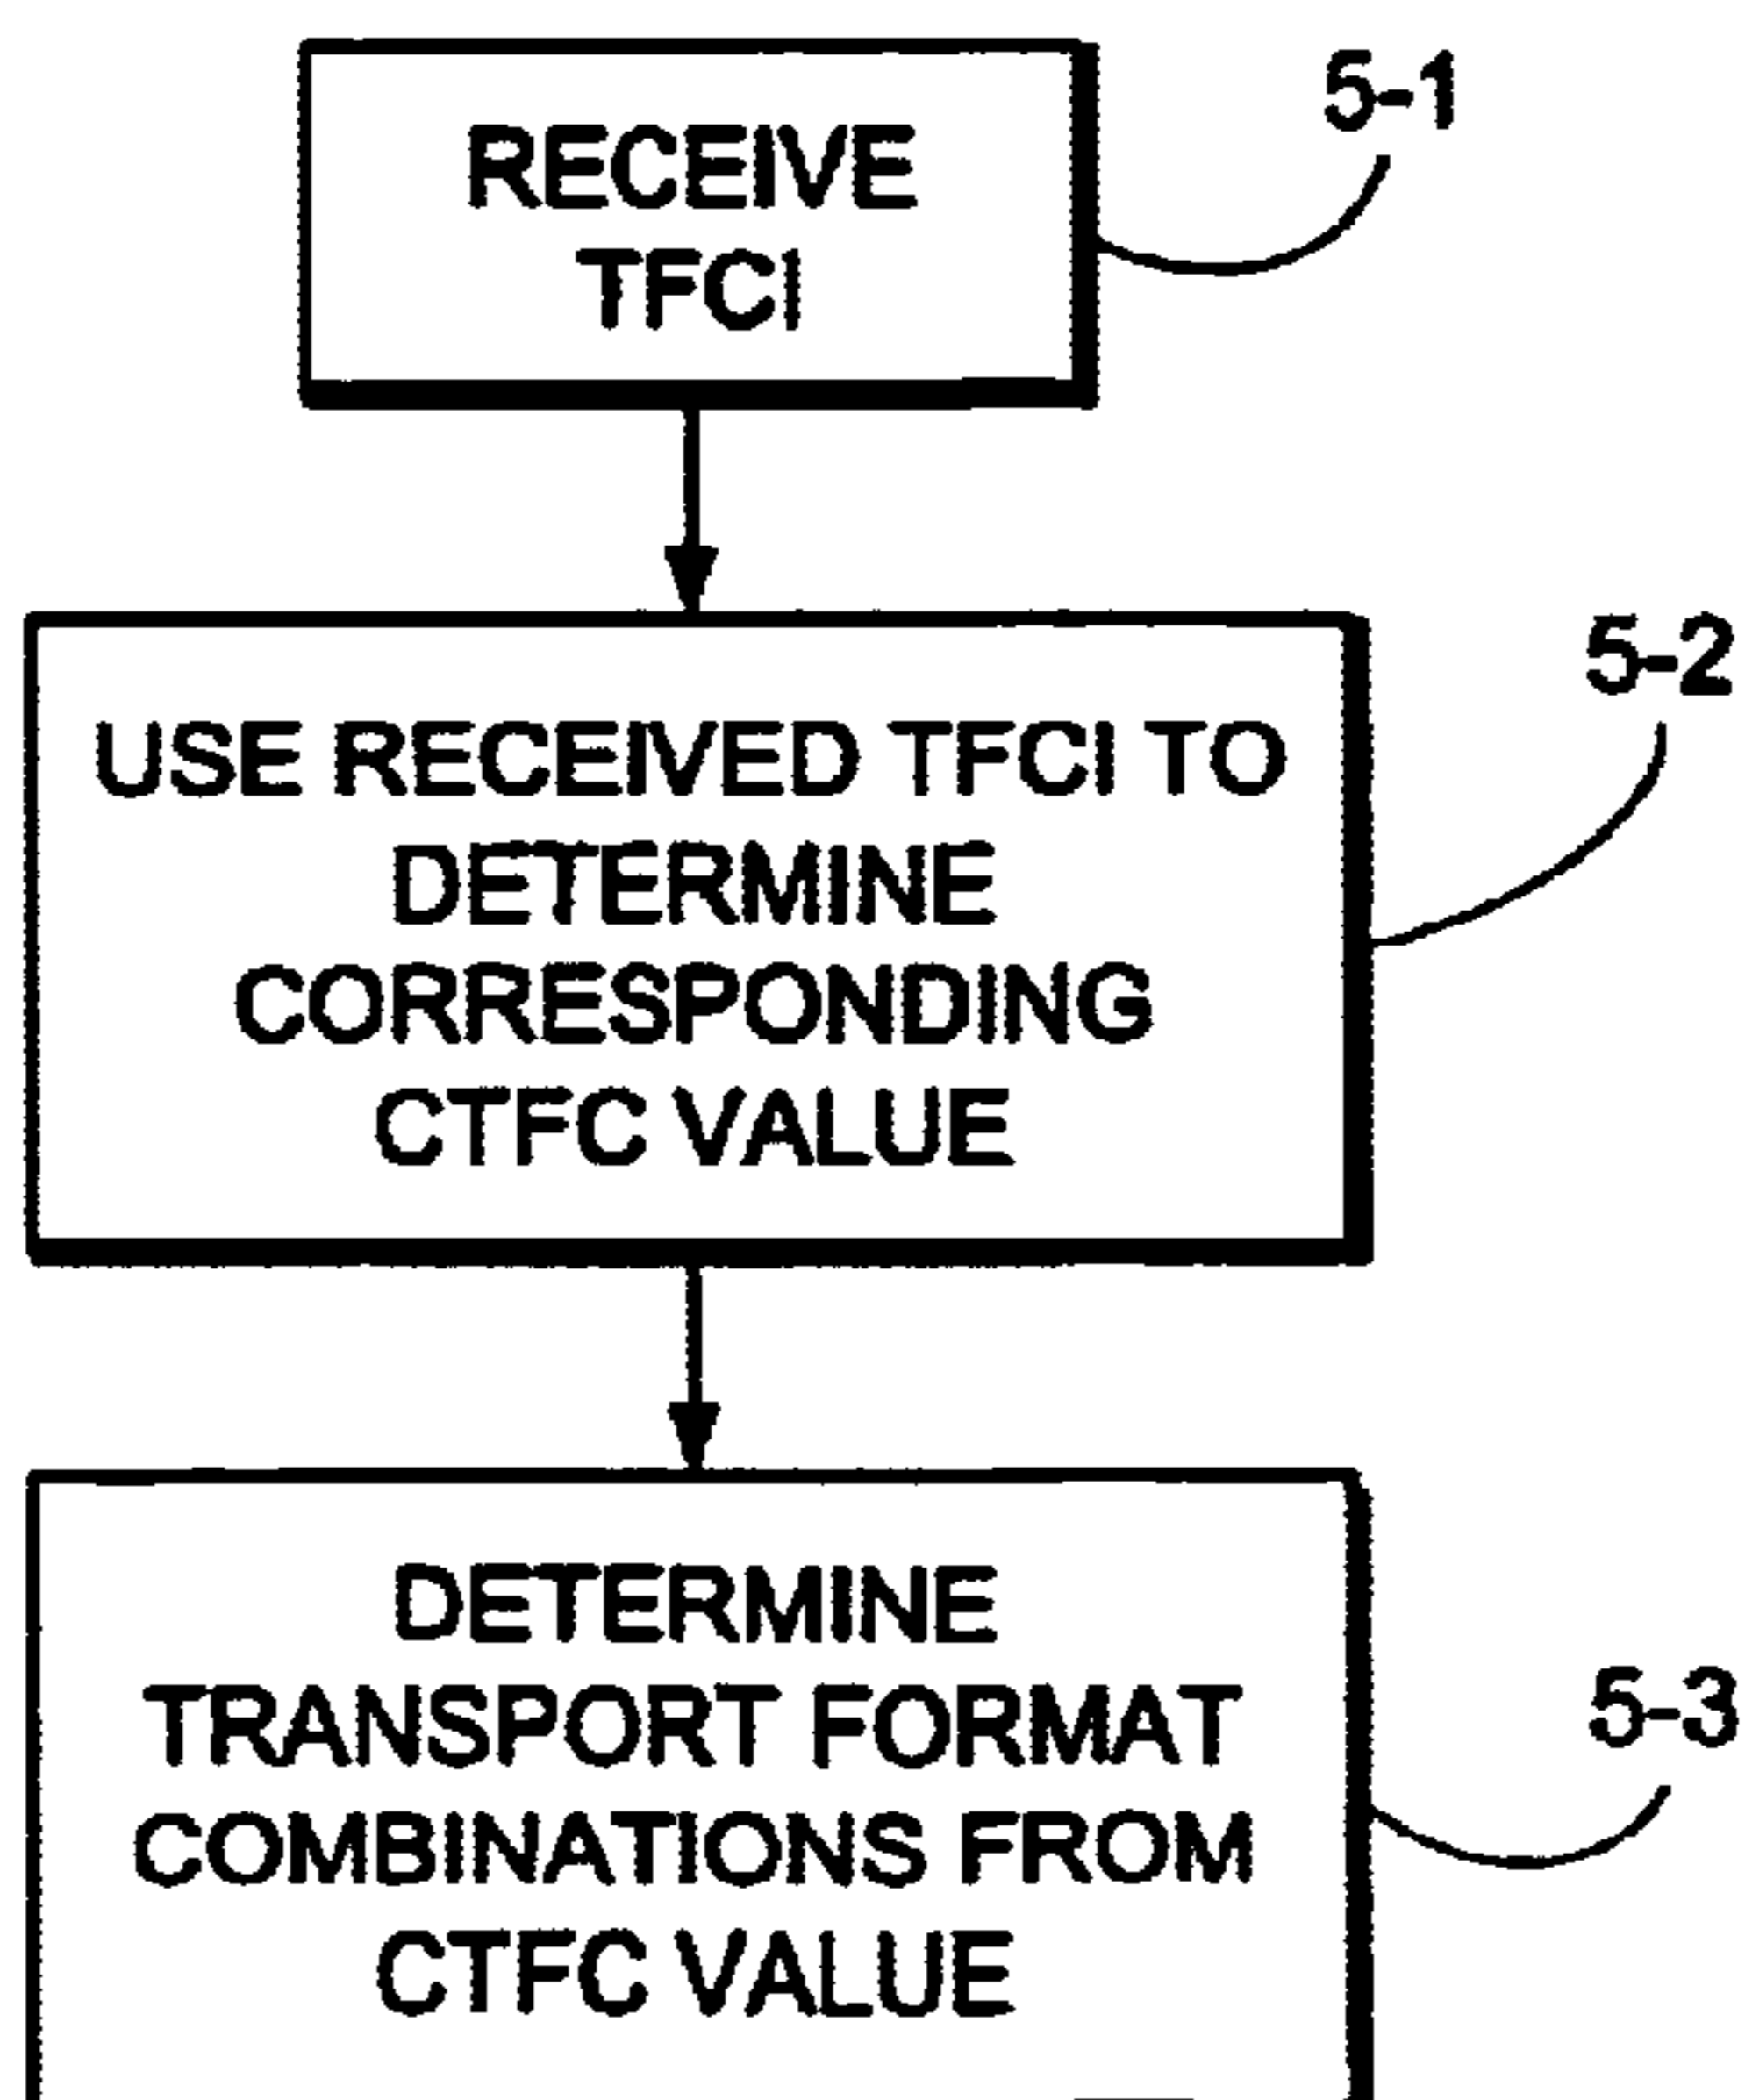 5-1
RECEIVE
TFCI
5-2
USE RECEIVED TFCI TO
DETERMINE
CORRESPONDING
CTFC VALUE
DETERMINE
TRANSPORT FORMAT
5-3
COMBINATIONS FROM
CTFC VALUE